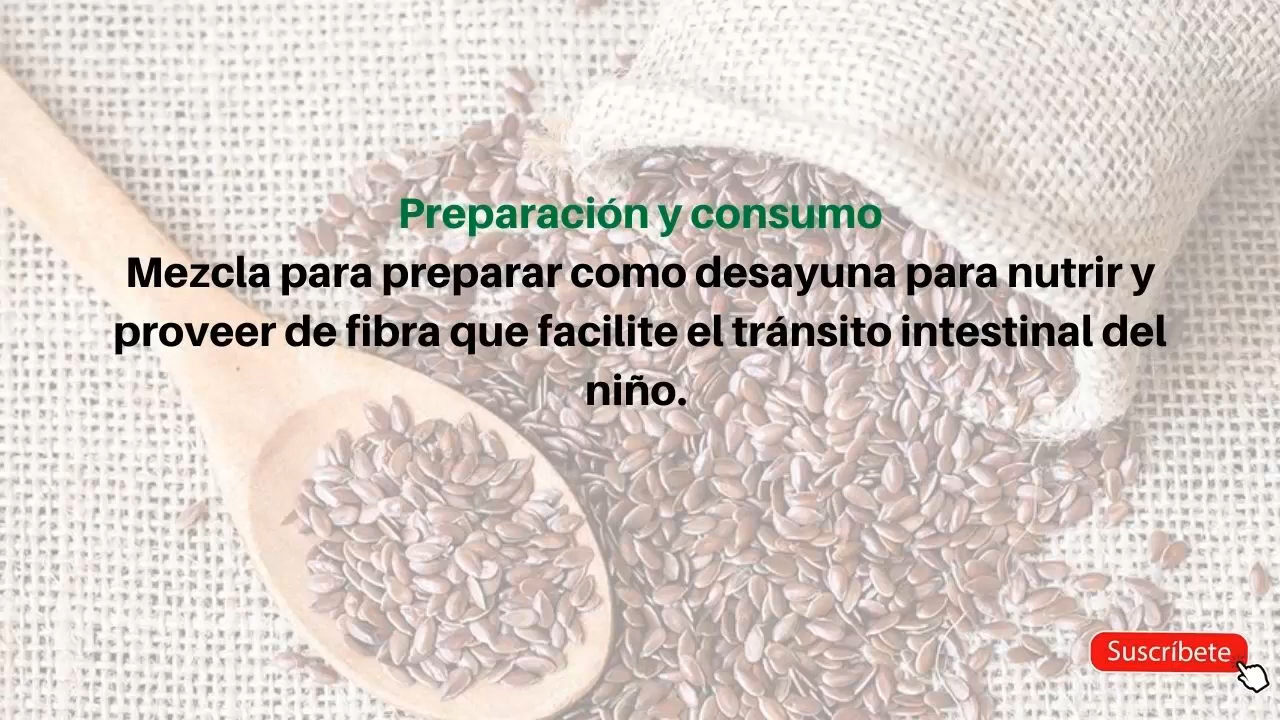 Preparación y consumo
Mezcla para preparar como desayuna para nutrir y
proveer de fibra que facilite el tránsito intestinal del
niño.
Suscríbete